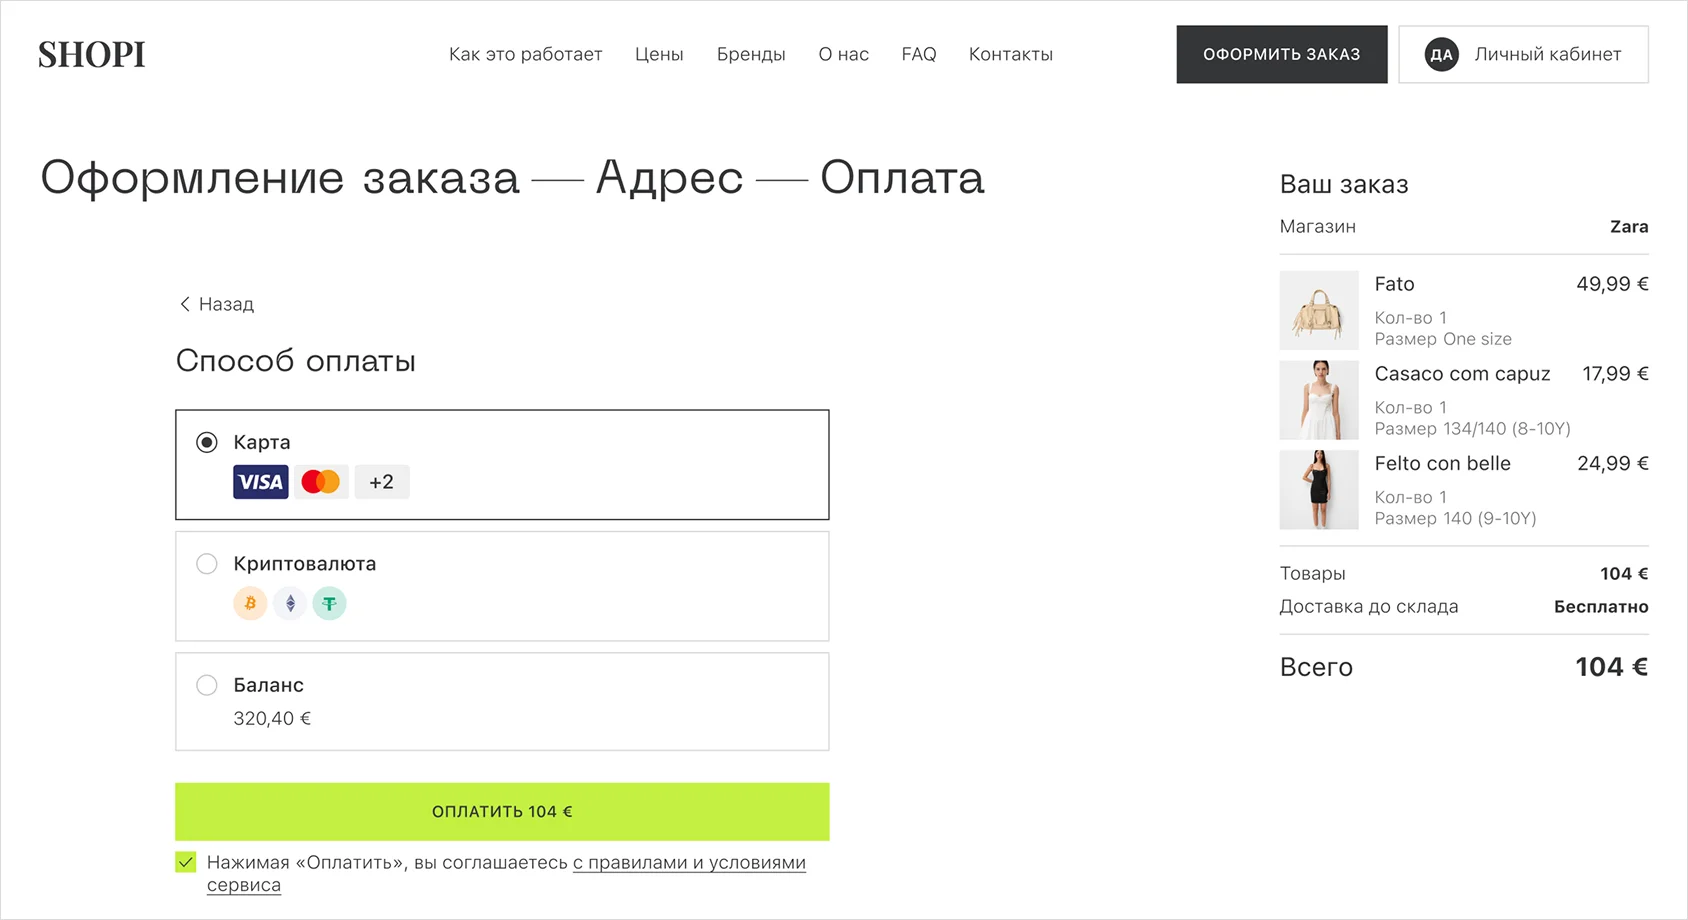 SHOPI
Как это работает
Цены
Бренды
О нас
FAQ
Контакты
ОФОРМИТЬ ЗАКАЗ
ДА
Личный кабинет
Оформление заказа — Адрес — Оплата
Назад
Способ оплаты
Карта
VISA
+2
Криптовалюта
Баланс
320,40 €
ОПЛАТИТЬ 104 €
Нажимая «Оплатить», вы соглашаетесь с правилами и условиями
сервиса
Ваш заказ
Магазин Zara
Fato 49,99 €
Кол-во 1
Размер One size
Casaco com capuz 17,99 €
Кол-во 1
Размер 134/140 (8-10Y)
Felto con belle 24,99 €
Кол-во 1
Размер 140 (9-10Y)
Товары 104 €
Доставка до склада Бесплатно
Всего 104 €